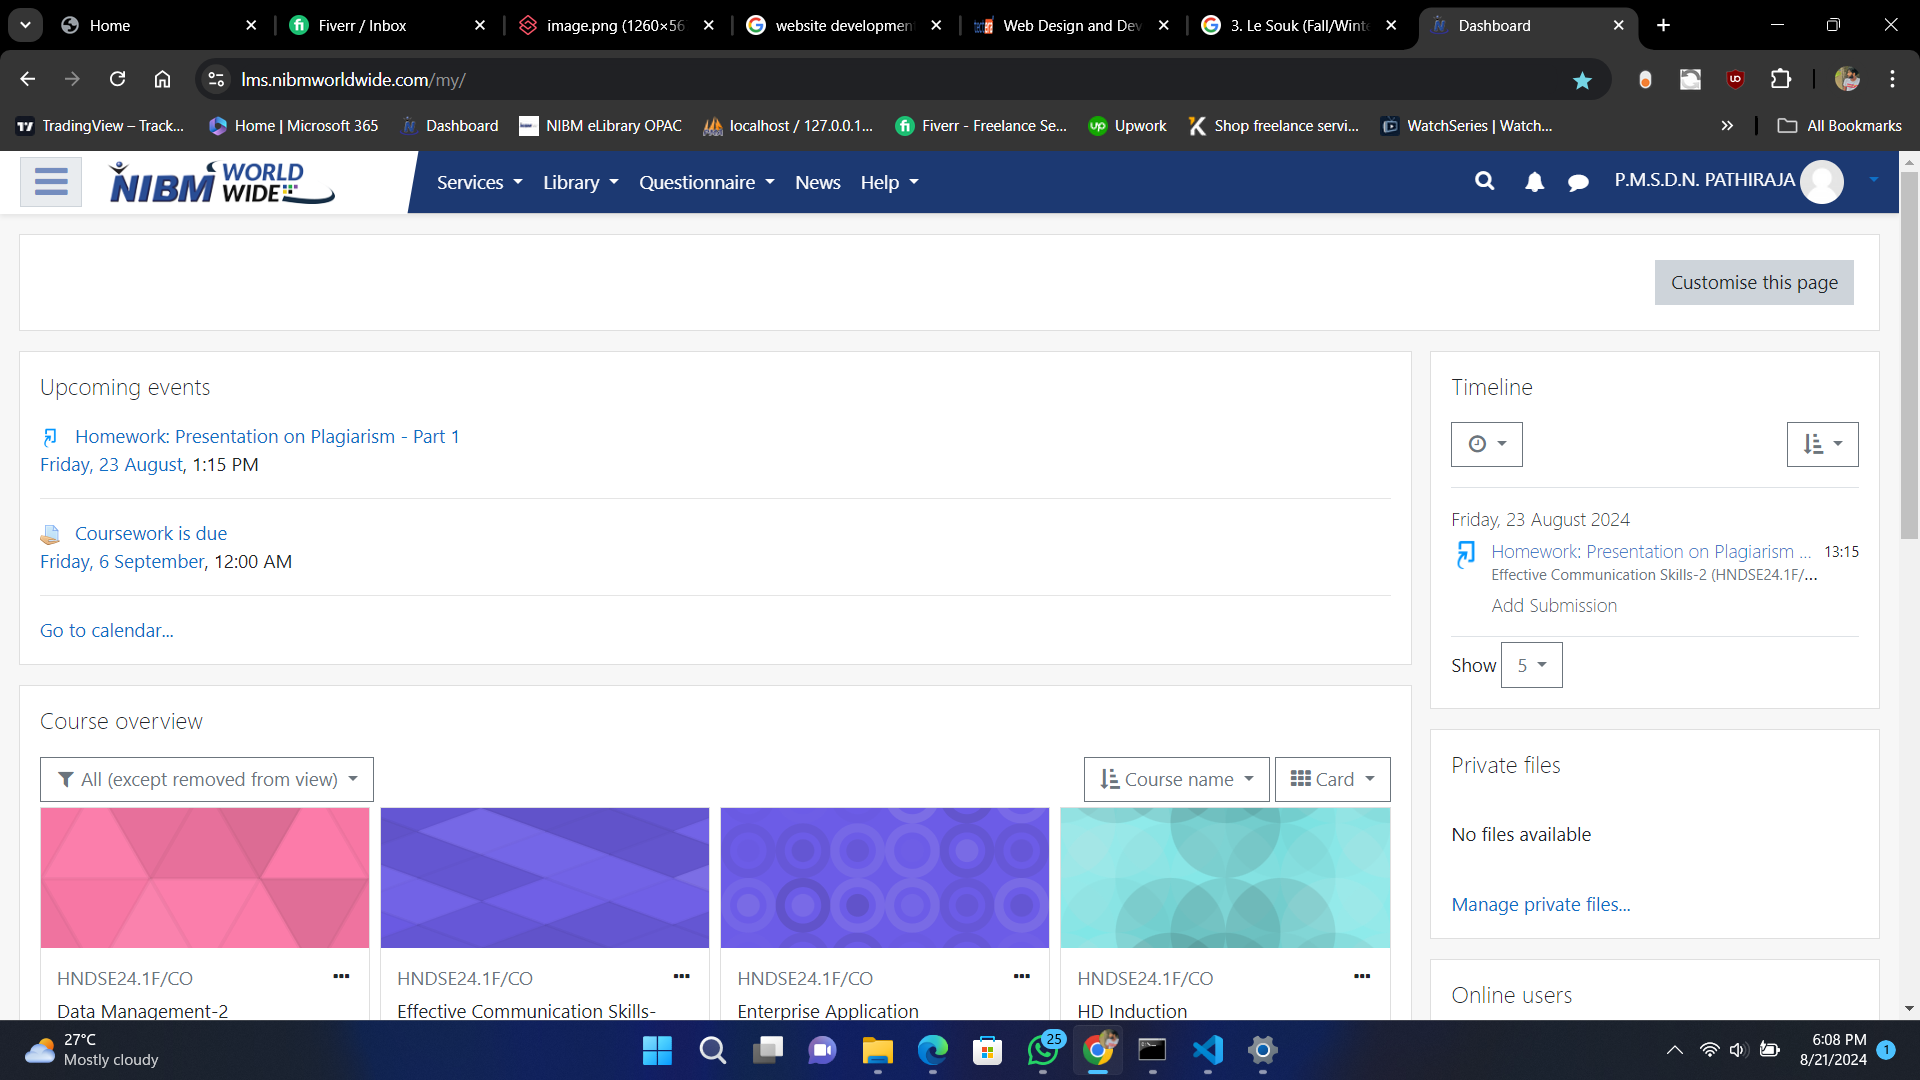 Home
Fiverr / Inbox
image.png (1260×56
website developmen
Web Design and Dev
3. Le Souk (Fall/Winte
Dashboard
lms.nibmworldwide.com/my/
TradingView – Track...
Home | Microsoft 365
Dashboard
NIBM eLibrary OPAC
localhost / 127.0.0.1...
Fiverr - Freelance Se...
Upwork
Shop freelance servi...
WatchSeries | Watch...
All Bookmarks
NIBM WORLD WIDE
Services
Library
Questionnaire
News
Help
P.M.S.D.N. PATHIRAJA
Customise this page
Upcoming events
Homework: Presentation on Plagiarism - Part 1
Friday, 23 August, 1:15 PM
Coursework is due
Friday, 6 September, 12:00 AM
Go to calendar...
Timeline
Friday, 23 August 2024
Homework: Presentation on Plagiarism ... 13:15
Effective Communication Skills-2 (HNDSE24.1F/...
Add Submission
Show 5
Course overview
All (except removed from view)
Course name
Card
HNDSE24.1F/CO
Data Management-2
HNDSE24.1F/CO
Effective Communication Skills-
HNDSE24.1F/CO
Enterprise Application
HNDSE24.1F/CO
HD Induction
Private files
No files available
Manage private files...
Online users
27°C
Mostly cloudy
25
6:08 PM
8/21/2024
1